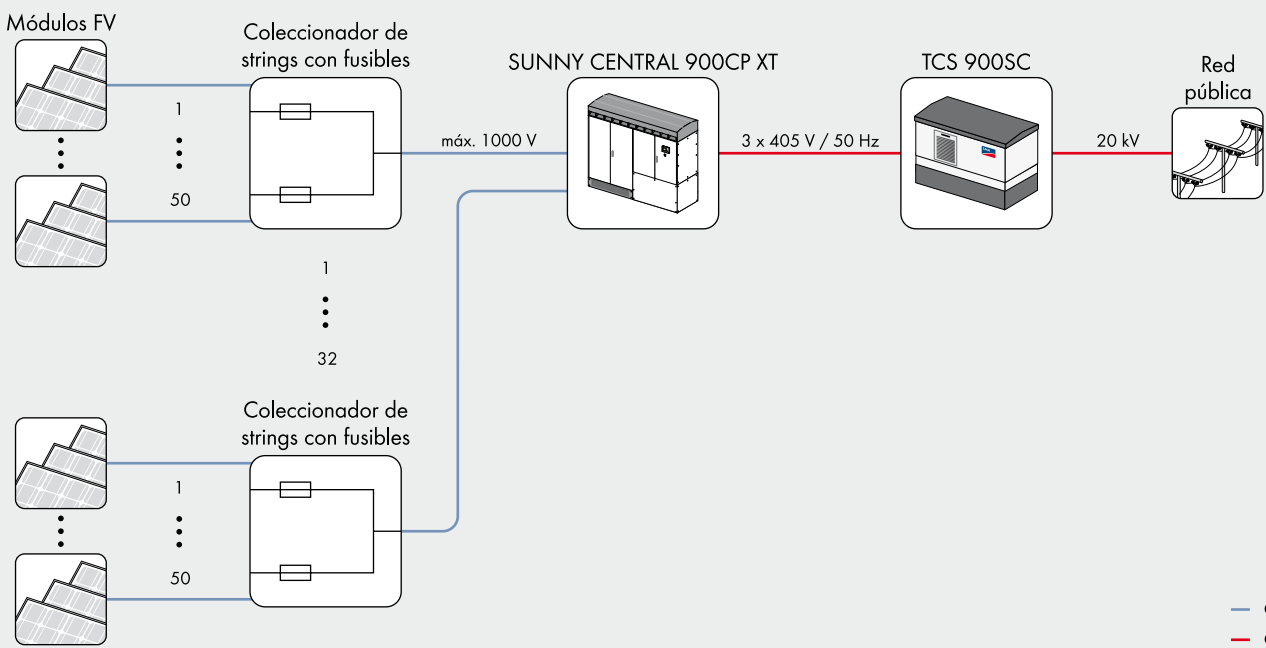 Módulos FV
Coleccionador de
strings con fusibles
SUNNY CENTRAL 900CP XT
TCS 900SC
Red
pública
1
50
máx. 1000 V
3 x 405 V / 50 Hz
20 kV
1
32
Coleccionador de
strings con fusibles
1
50